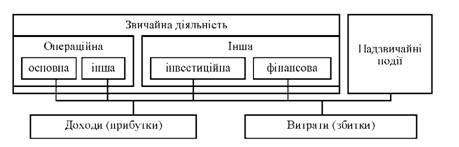 Звичайна діяльність
Операційна
Інша
Надзвичайні
події
основна
інша
інвестиційна
фінансова
Доходи (прибутки)
Витрати (збитки)